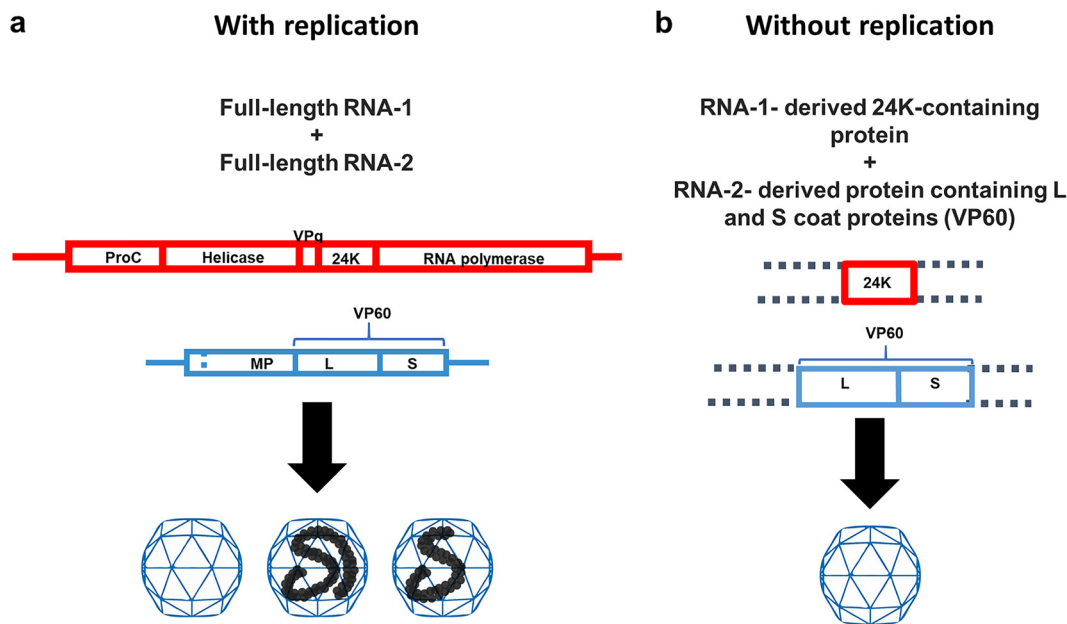 a
With replication
Full-length RNA-1
+
Full-length RNA-2
VPg
ProC
Helicase
24K
RNA polymerase
VP60
MP
L
S
b
Without replication
RNA-1- derived 24K-containing
protein
+
RNA-2- derived protein containing L
and S coat proteins (VP60)
24K
VP60
L
S